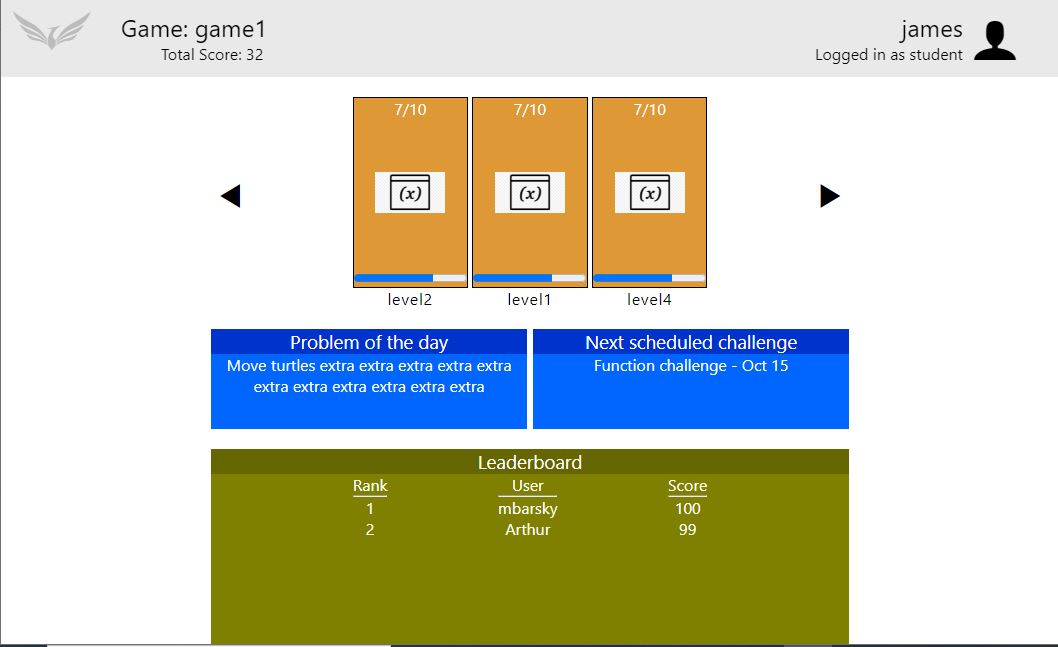 Game: game1
Total Score: 32
james
Logged in as student
7/10 7/10 7/10
(x) (x) (x)
level2 level1 level4
Problem of the day
Move turtles extra extra extra extra extra
extra extra extra extra extra extra
Next scheduled challenge
Function challenge - Oct 15
Leaderboard
Rank User Score
1 mbarsky 100
2 Arthur 99